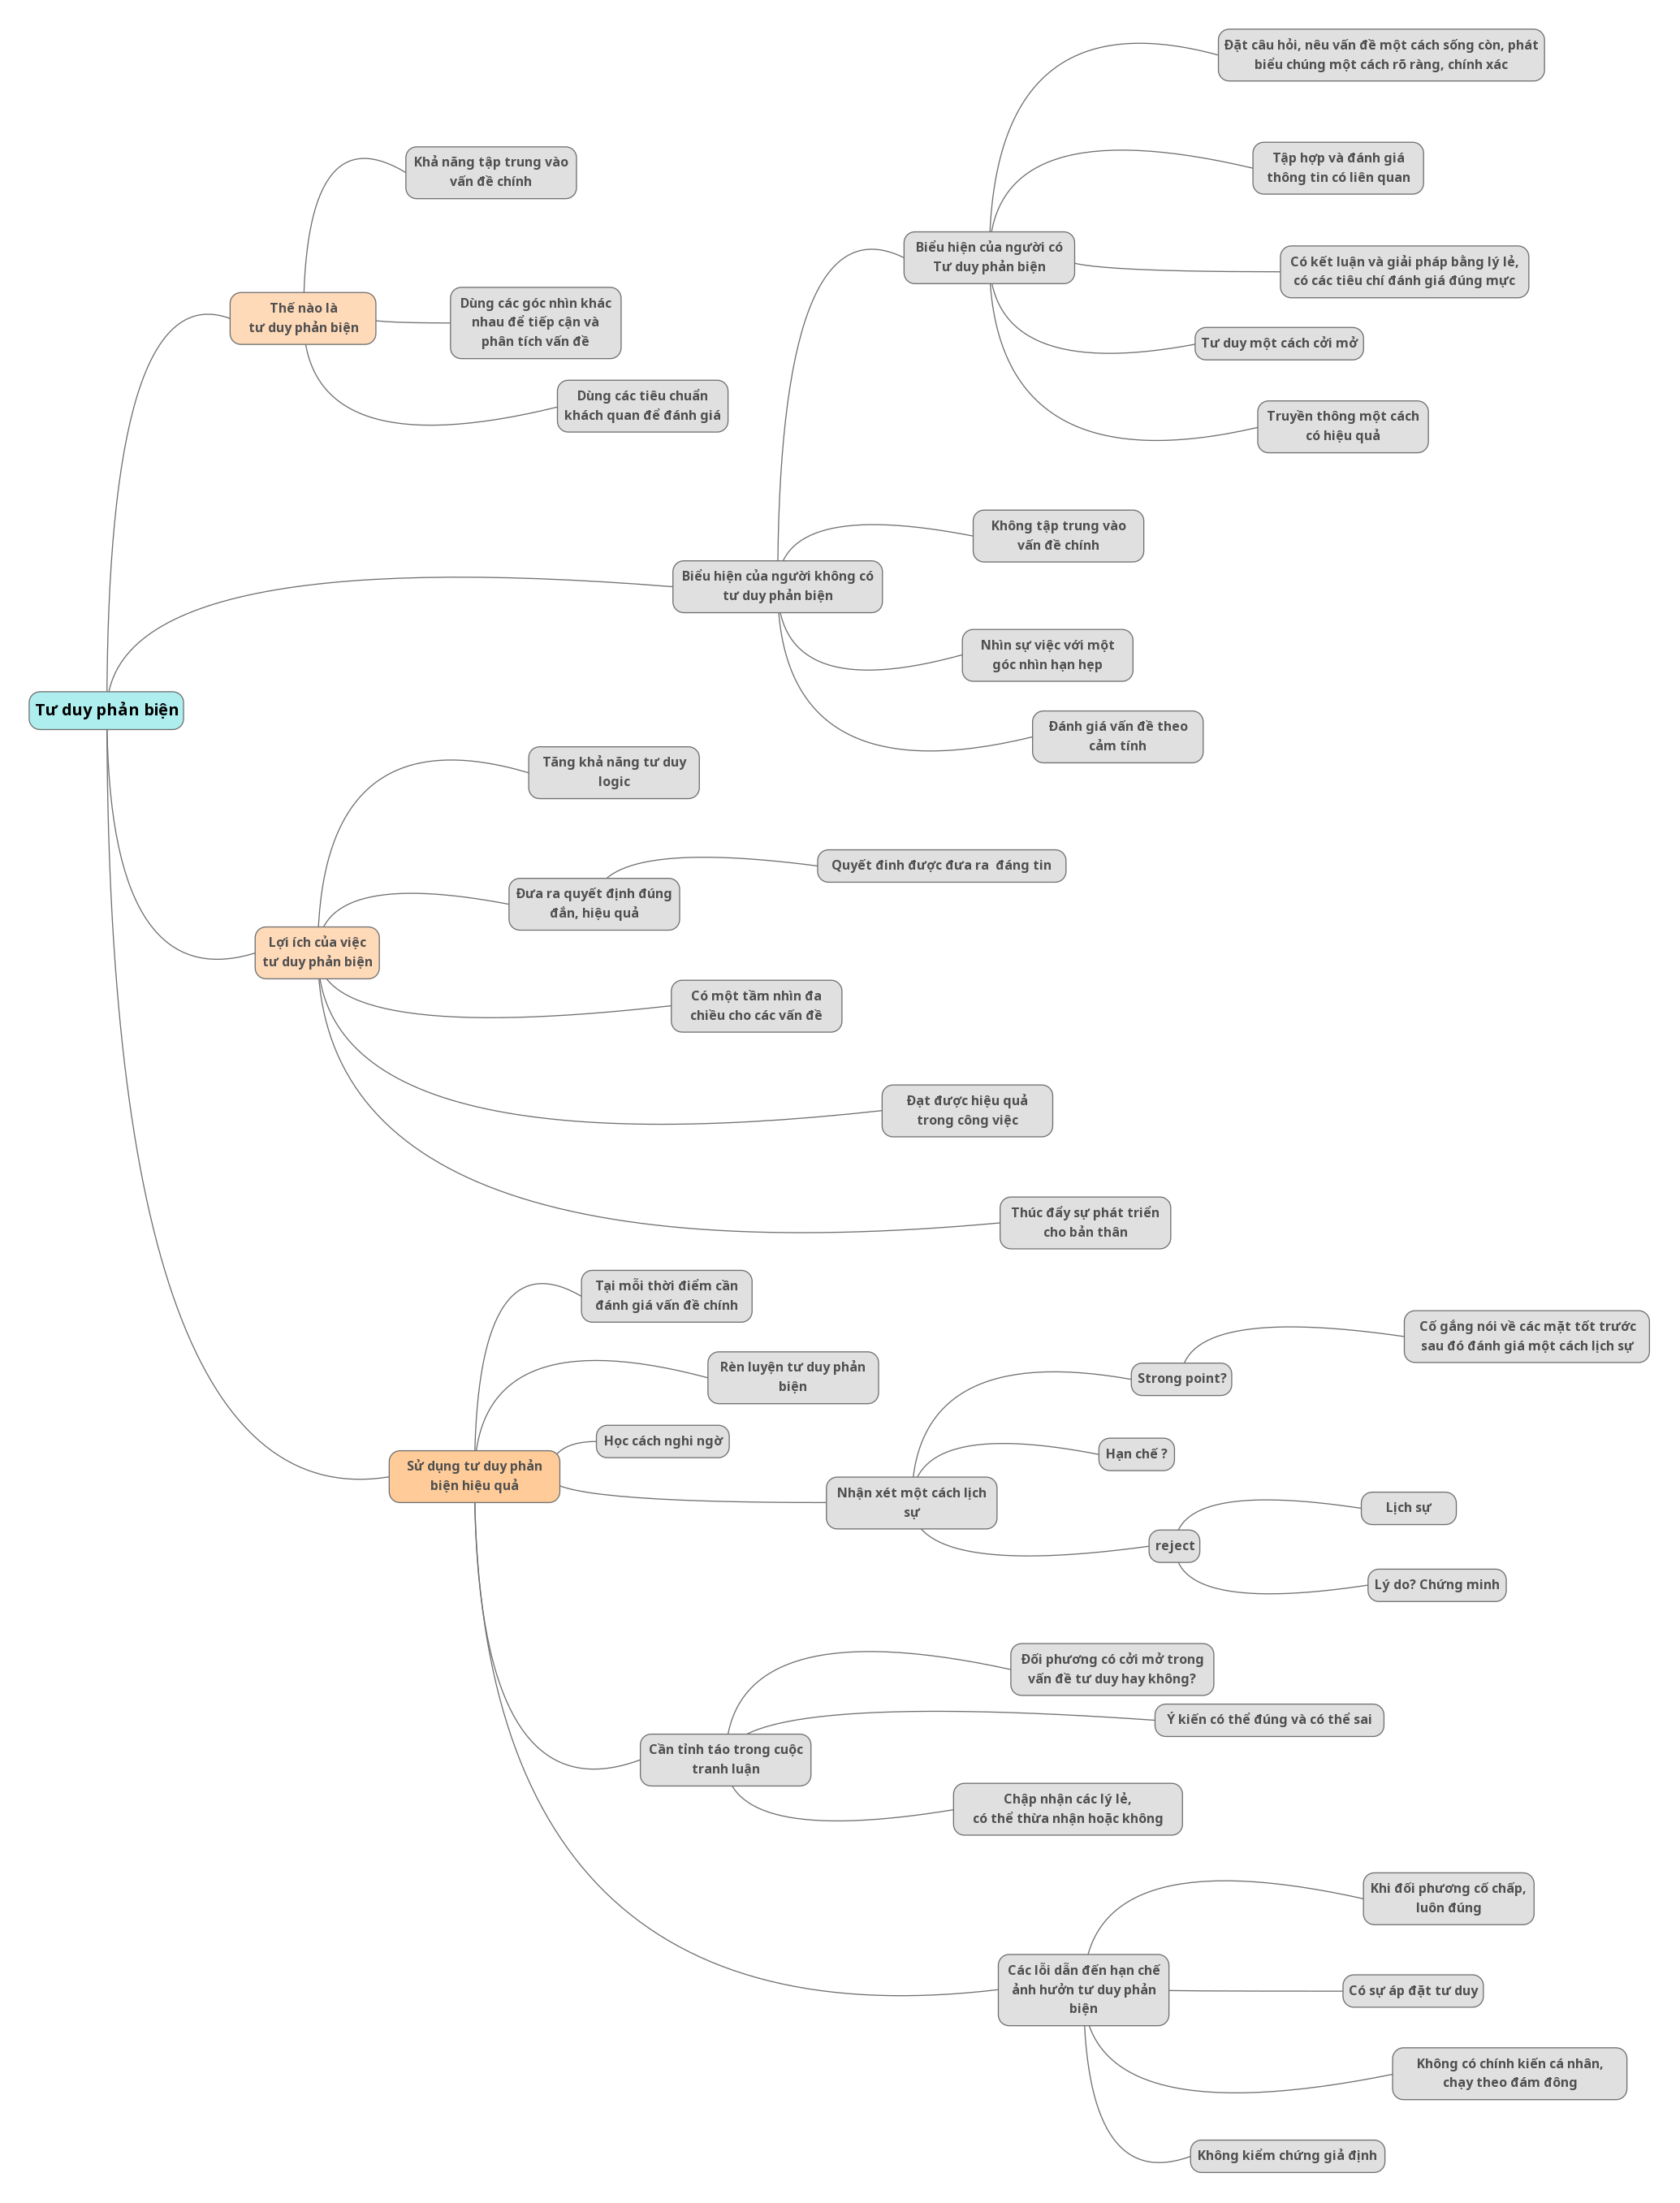 Đặt câu hỏi, nêu vấn đề một cách sống còn, phát
biểu chúng một cách rõ ràng, chính xác
Khả năng tập trung vào
vấn đề chính
Tập hợp và đánh giá
thông tin có liên quan
Biểu hiện của người có
Tư duy phản biện
Có kết luận và giải pháp bằng lý lẻ,
có các tiêu chí đánh giá đúng mực
Thế nào là
tư duy phản biện
Dùng các góc nhìn khác
nhau để tiếp cận và
phân tích vấn đề
Tư duy một cách cởi mở
Dùng các tiêu chuẩn
khách quan để đánh giá
Truyền thông một cách
có hiệu quả
Không tập trung vào
vấn đề chính
Biểu hiện của người không có
tư duy phản biện
Nhìn sự việc với một
góc nhìn hạn hẹp
Tư duy phản biện
Đánh giá vấn đề theo
cảm tính
Tăng khả năng tư duy
logic
Quyết đinh được đưa ra  đáng tin
Đưa ra quyết định đúng
đắn, hiệu quả
Lợi ích của việc
tư duy phản biện
Có một tầm nhìn đa
chiều cho các vấn đề
Đạt được hiệu quả
trong công việc
Thúc đẩy sự phát triển
cho bản thân
Tại mỗi thời điểm cần
đánh giá vấn đề chính
Cố gắng nói về các mặt tốt trước
sau đó đánh giá một cách lịch sự
Rèn luyện tư duy phản
biện
Strong point?
Học cách nghi ngờ
Hạn chế ?
Sử dụng tư duy phản
biện hiệu quả
Nhận xét một cách lịch
sự
Lịch sự
reject
Lý do? Chứng minh
Đối phương có cởi mở trong
vấn đề tư duy hay không?
Ý kiến có thể đúng và có thể sai
Cần tỉnh táo trong cuộc
tranh luận
Chập nhận các lý lẻ,
có thể thừa nhận hoặc không
Khi đối phương cố chấp,
luôn đúng
Các lỗi dẫn đến hạn chế
ảnh hưởn tư duy phản
biện
Có sự áp đặt tư duy
Không có chính kiến cá nhân,
chạy theo đám đông
Không kiểm chứng giả định